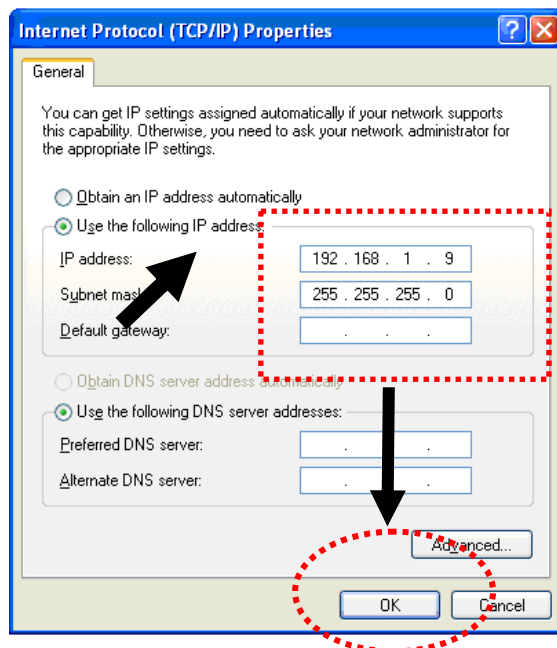 Internet Protocol (TCP/IP) Properties
General
You can get IP settings assigned automatically if your network supports
this capability. Otherwise, you need to ask your network administrator for
the appropriate IP settings.
Obtain an IP address automatically
Use the following IP address:
IP address: 192 . 168 . 1 . 9
Subnet mask: 255 . 255 . 255 . 0
Default gateway: . . .
Obtain DNS server address automatically
Use the following DNS server addresses:
Preferred DNS server: . . .
Alternate DNS server: . . .
Advanced...
OK Cancel